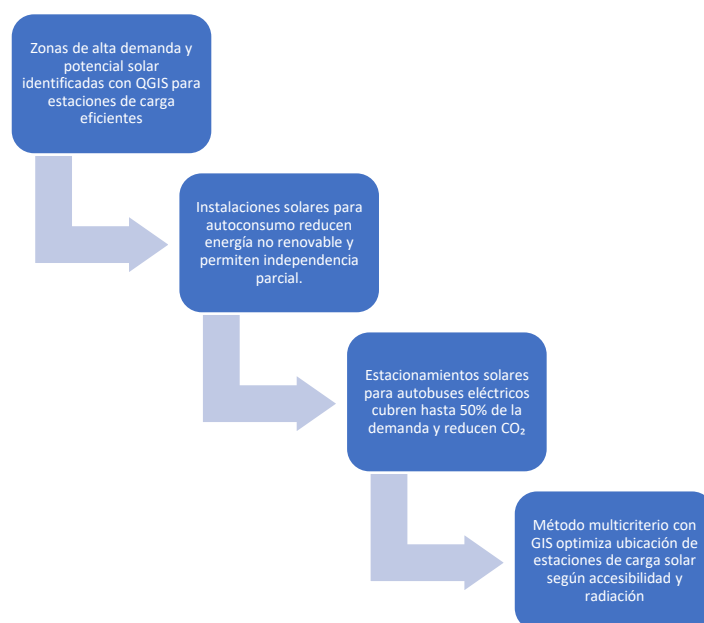 Zonas de alta demanda y
potencial solar
identificadas con QGIS para
estaciones de carga
eficientes
Instalaciones solares para
autoconsumo reducen
energía no renovable y
permiten independencia
parcial.
Estacionamientos solares
para autobuses eléctricos
cubren hasta 50% de la
demanda y reducen CO₂
Método multicriterio con
GIS optimiza ubicación de
estaciones de carga solar
según accesibilidad y
radiación